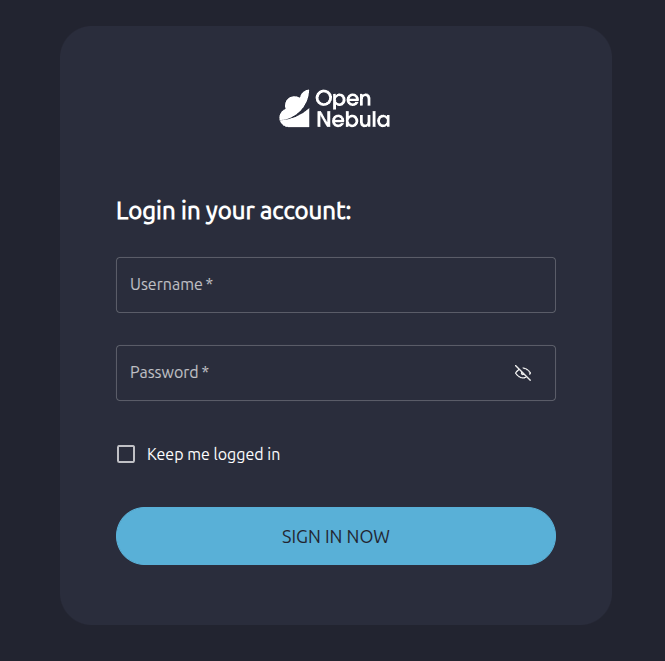 Open
Nebula
Login in your account:
Username *
Password *
Keep me logged in
SIGN IN NOW